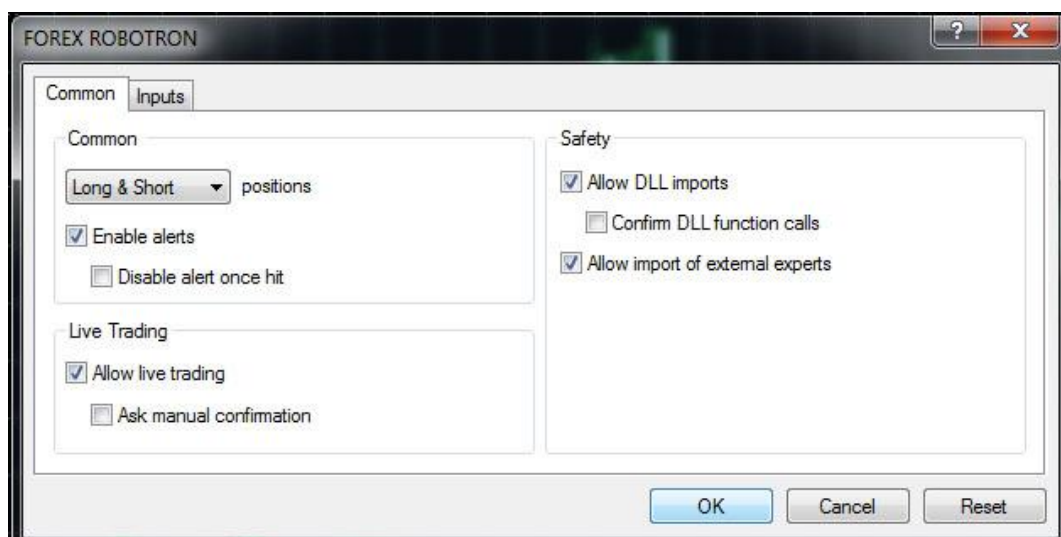 FOREX ROBOTRON
Common Inputs
Common
Long & Short positions
Enable alerts
Disable alert once hit
Live Trading
Allow live trading
Ask manual confirmation
Safety
Allow DLL imports
Confirm DLL function calls
Allow import of external experts
OK Cancel Reset